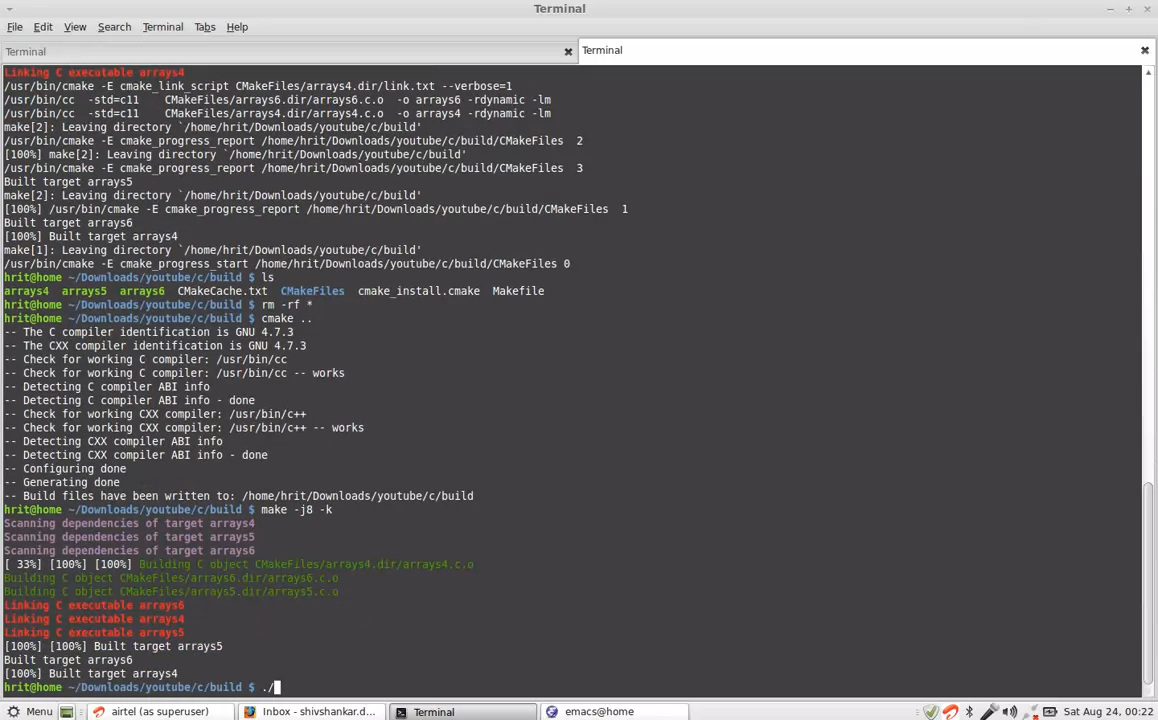 Terminal
File Edit View Search Terminal Tabs Help
Terminal
Terminal
Linking C executable arrays4
/usr/bin/cmake -E cmake_link_script CMakeFiles/arrays4.dir/link.txt --verbose=1
/usr/bin/cc  -std=c11    CMakeFiles/arrays6.dir/arrays6.c.o  -o arrays6 -rdynamic -lm
/usr/bin/cc  -std=c11    CMakeFiles/arrays4.dir/arrays4.c.o  -o arrays4 -rdynamic -lm
make[2]: Leaving directory `/home/hrit/Downloads/youtube/c/build'
/usr/bin/cmake -E cmake_progress_report /home/hrit/Downloads/youtube/c/build/CMakeFiles  2
[100%] make[2]: Leaving directory `/home/hrit/Downloads/youtube/c/build'
/usr/bin/cmake -E cmake_progress_report /home/hrit/Downloads/youtube/c/build/CMakeFiles  3
Built target arrays5
make[2]: Leaving directory `/home/hrit/Downloads/youtube/c/build'
[100%] /usr/bin/cmake -E cmake_progress_report /home/hrit/Downloads/youtube/c/build/CMakeFiles  1
Built target arrays6
[100%] Built target arrays4
make[1]: Leaving directory `/home/hrit/Downloads/youtube/c/build'
/usr/bin/cmake -E cmake_progress_start /home/hrit/Downloads/youtube/c/build/CMakeFiles 0
hrit@home ~/Downloads/youtube/c/build $ ls
arrays4  arrays5  arrays6  CMakeCache.txt  CMakeFiles  cmake_install.cmake  Makefile
hrit@home ~/Downloads/youtube/c/build $ rm -rf *
hrit@home ~/Downloads/youtube/c/build $ cmake ..
-- The C compiler identification is GNU 4.7.3
-- The CXX compiler identification is GNU 4.7.3
-- Check for working C compiler: /usr/bin/cc
-- Check for working C compiler: /usr/bin/cc -- works
-- Detecting C compiler ABI info
-- Detecting C compiler ABI info - done
-- Check for working CXX compiler: /usr/bin/c++
-- Check for working CXX compiler: /usr/bin/c++ -- works
-- Detecting CXX compiler ABI info
-- Detecting CXX compiler ABI info - done
-- Configuring done
-- Generating done
-- Build files have been written to: /home/hrit/Downloads/youtube/c/build
hrit@home ~/Downloads/youtube/c/build $ make -j8 -k
Scanning dependencies of target arrays4
Scanning dependencies of target arrays5
Scanning dependencies of target arrays6
[ 33%] [100%] [100%] Building C object CMakeFiles/arrays4.dir/arrays4.c.o
Building C object CMakeFiles/arrays6.dir/arrays6.c.o
Building C object CMakeFiles/arrays5.dir/arrays5.c.o
Linking C executable arrays6
Linking C executable arrays4
Linking C executable arrays5
[100%] [100%] Built target arrays5
Built target arrays6
[100%] Built target arrays4
hrit@home ~/Downloads/youtube/c/build $ ./
Menu airtel (as superuser) Inbox - shivshankar.d... Terminal emacs@home Sat Aug 24, 00:22